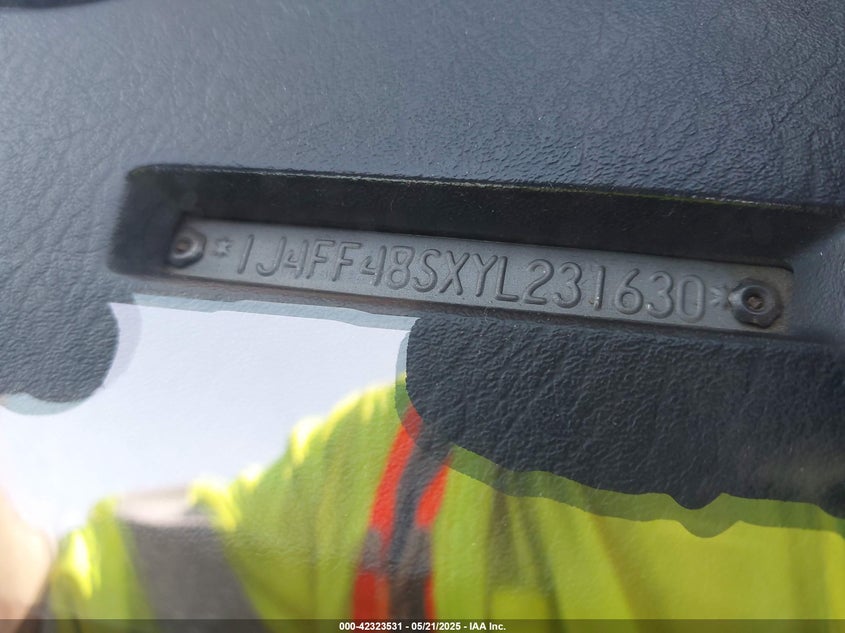 *1J4FF48SXYL231630*
000-42323531 - 05/21/2025 - IAA Inc.